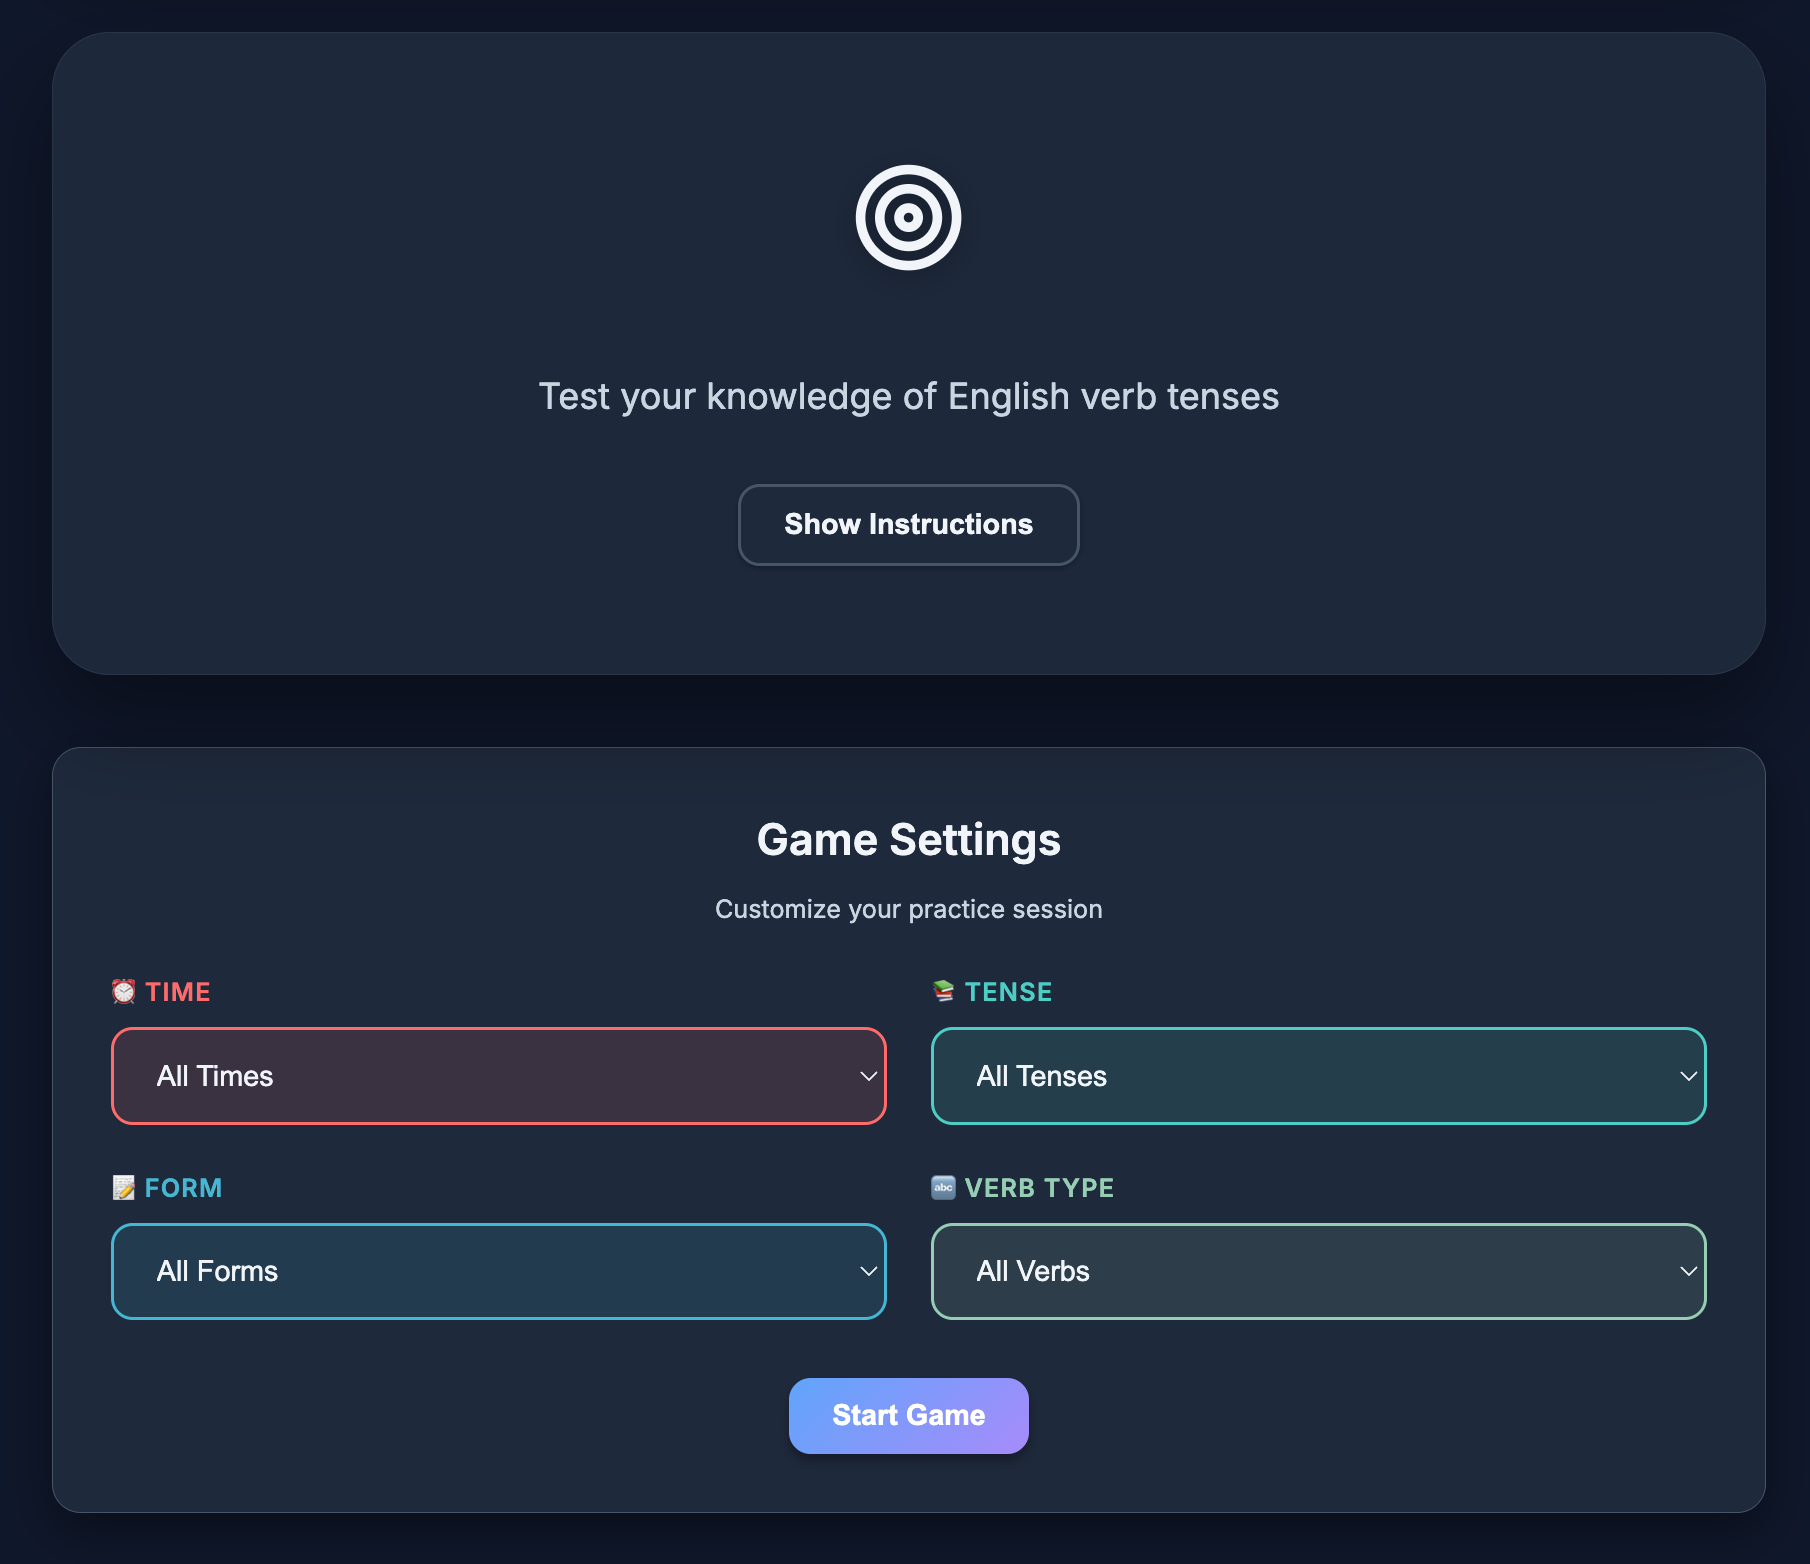 Test your knowledge of English verb tenses
Show Instructions
Game Settings
Customize your practice session
⏰ TIME
📚 TENSE
All Times
All Tenses
📝 FORM
🔤 VERB TYPE
All Forms
All Verbs
Start Game